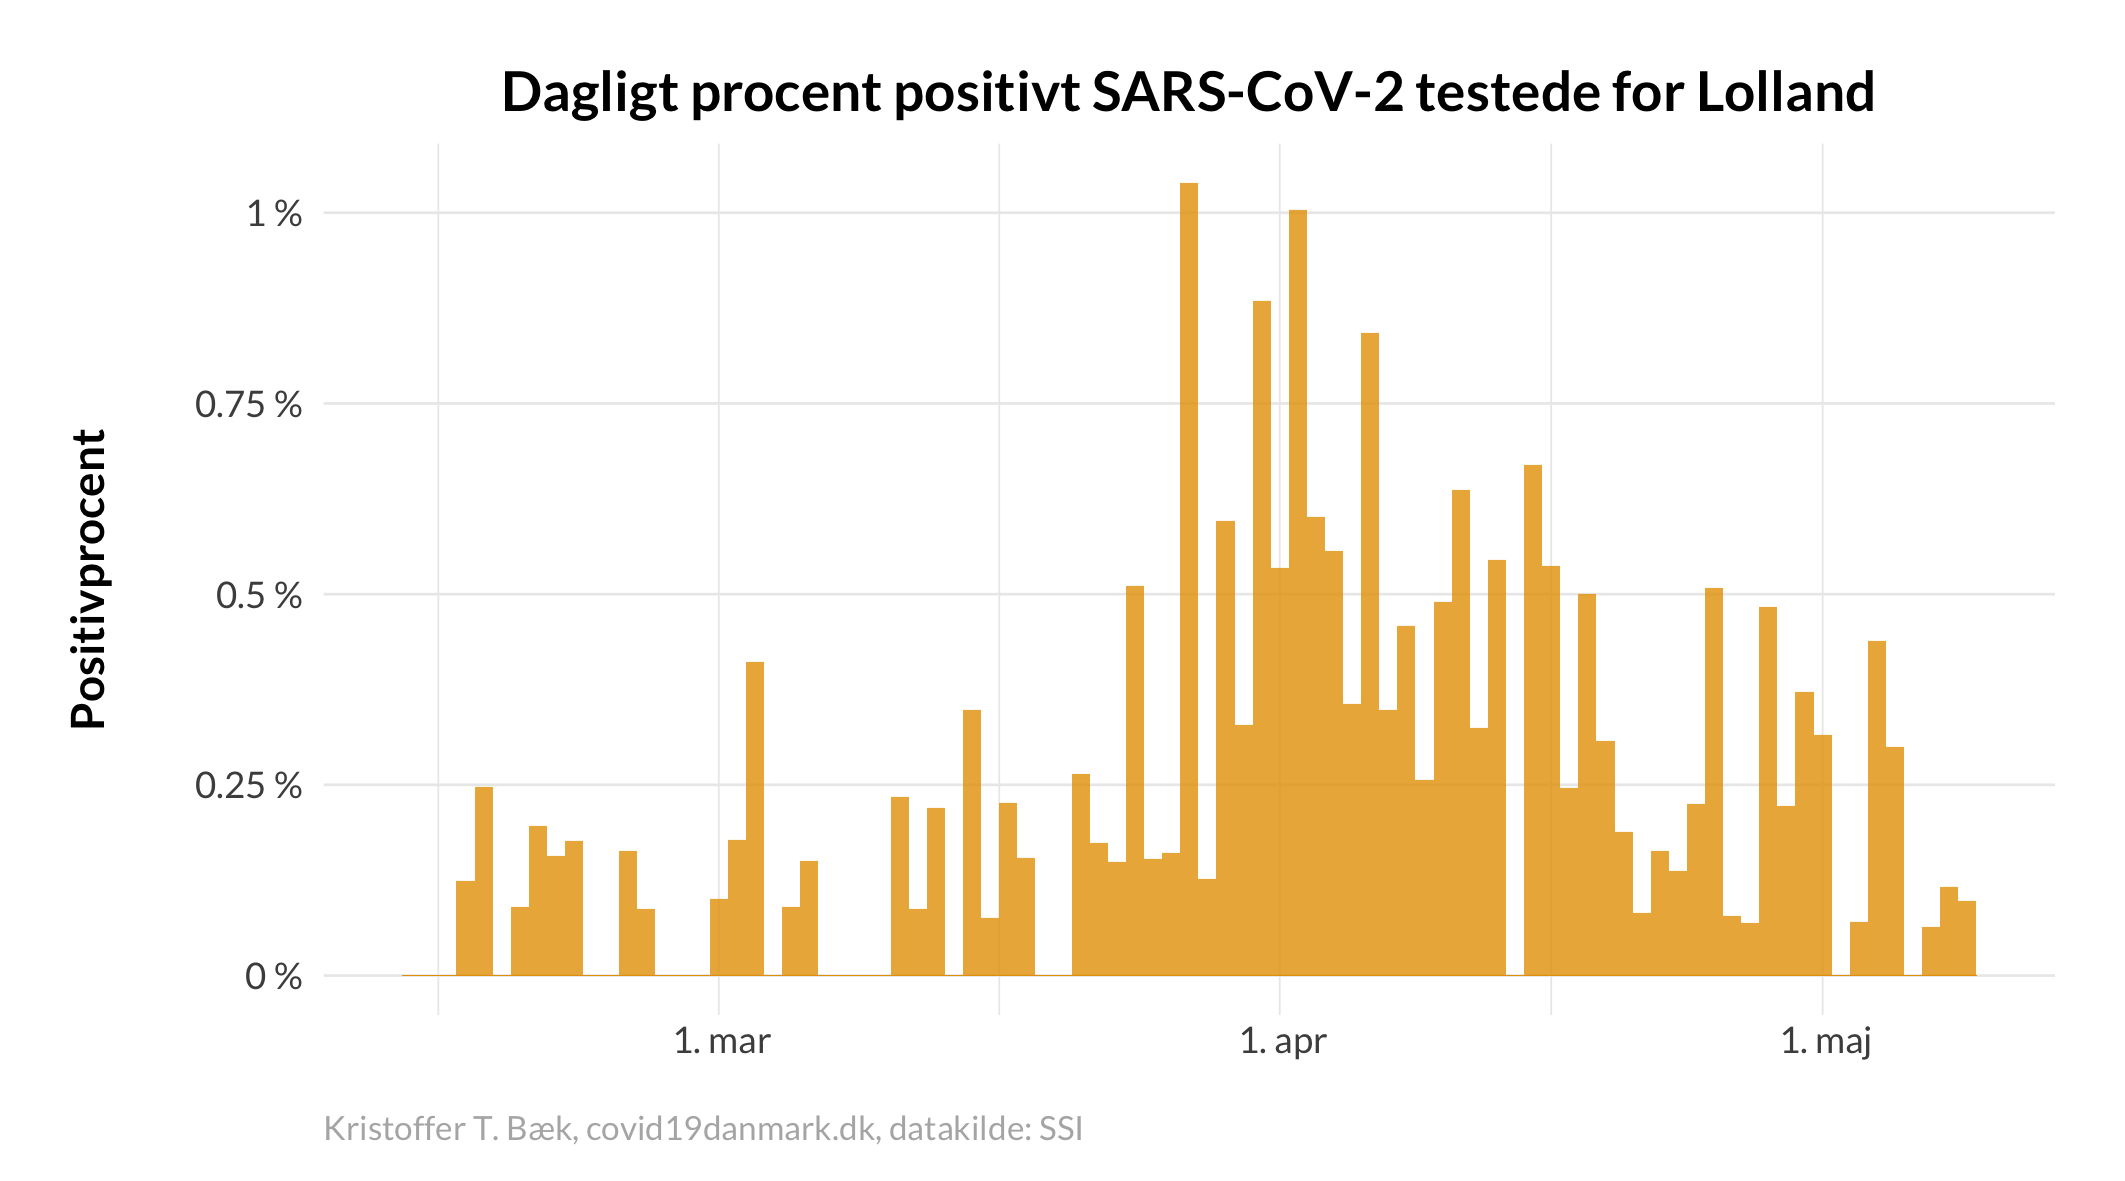 Dagligt procent positivt SARS-CoV-2 testede for Lolland
Positivprocent
1 %
0.75 %
0.5 %
0.25 %
0 %
1. mar
1. apr
1. maj
Kristoffer T. Bæk, covid19danmark.dk, datakilde: SSI